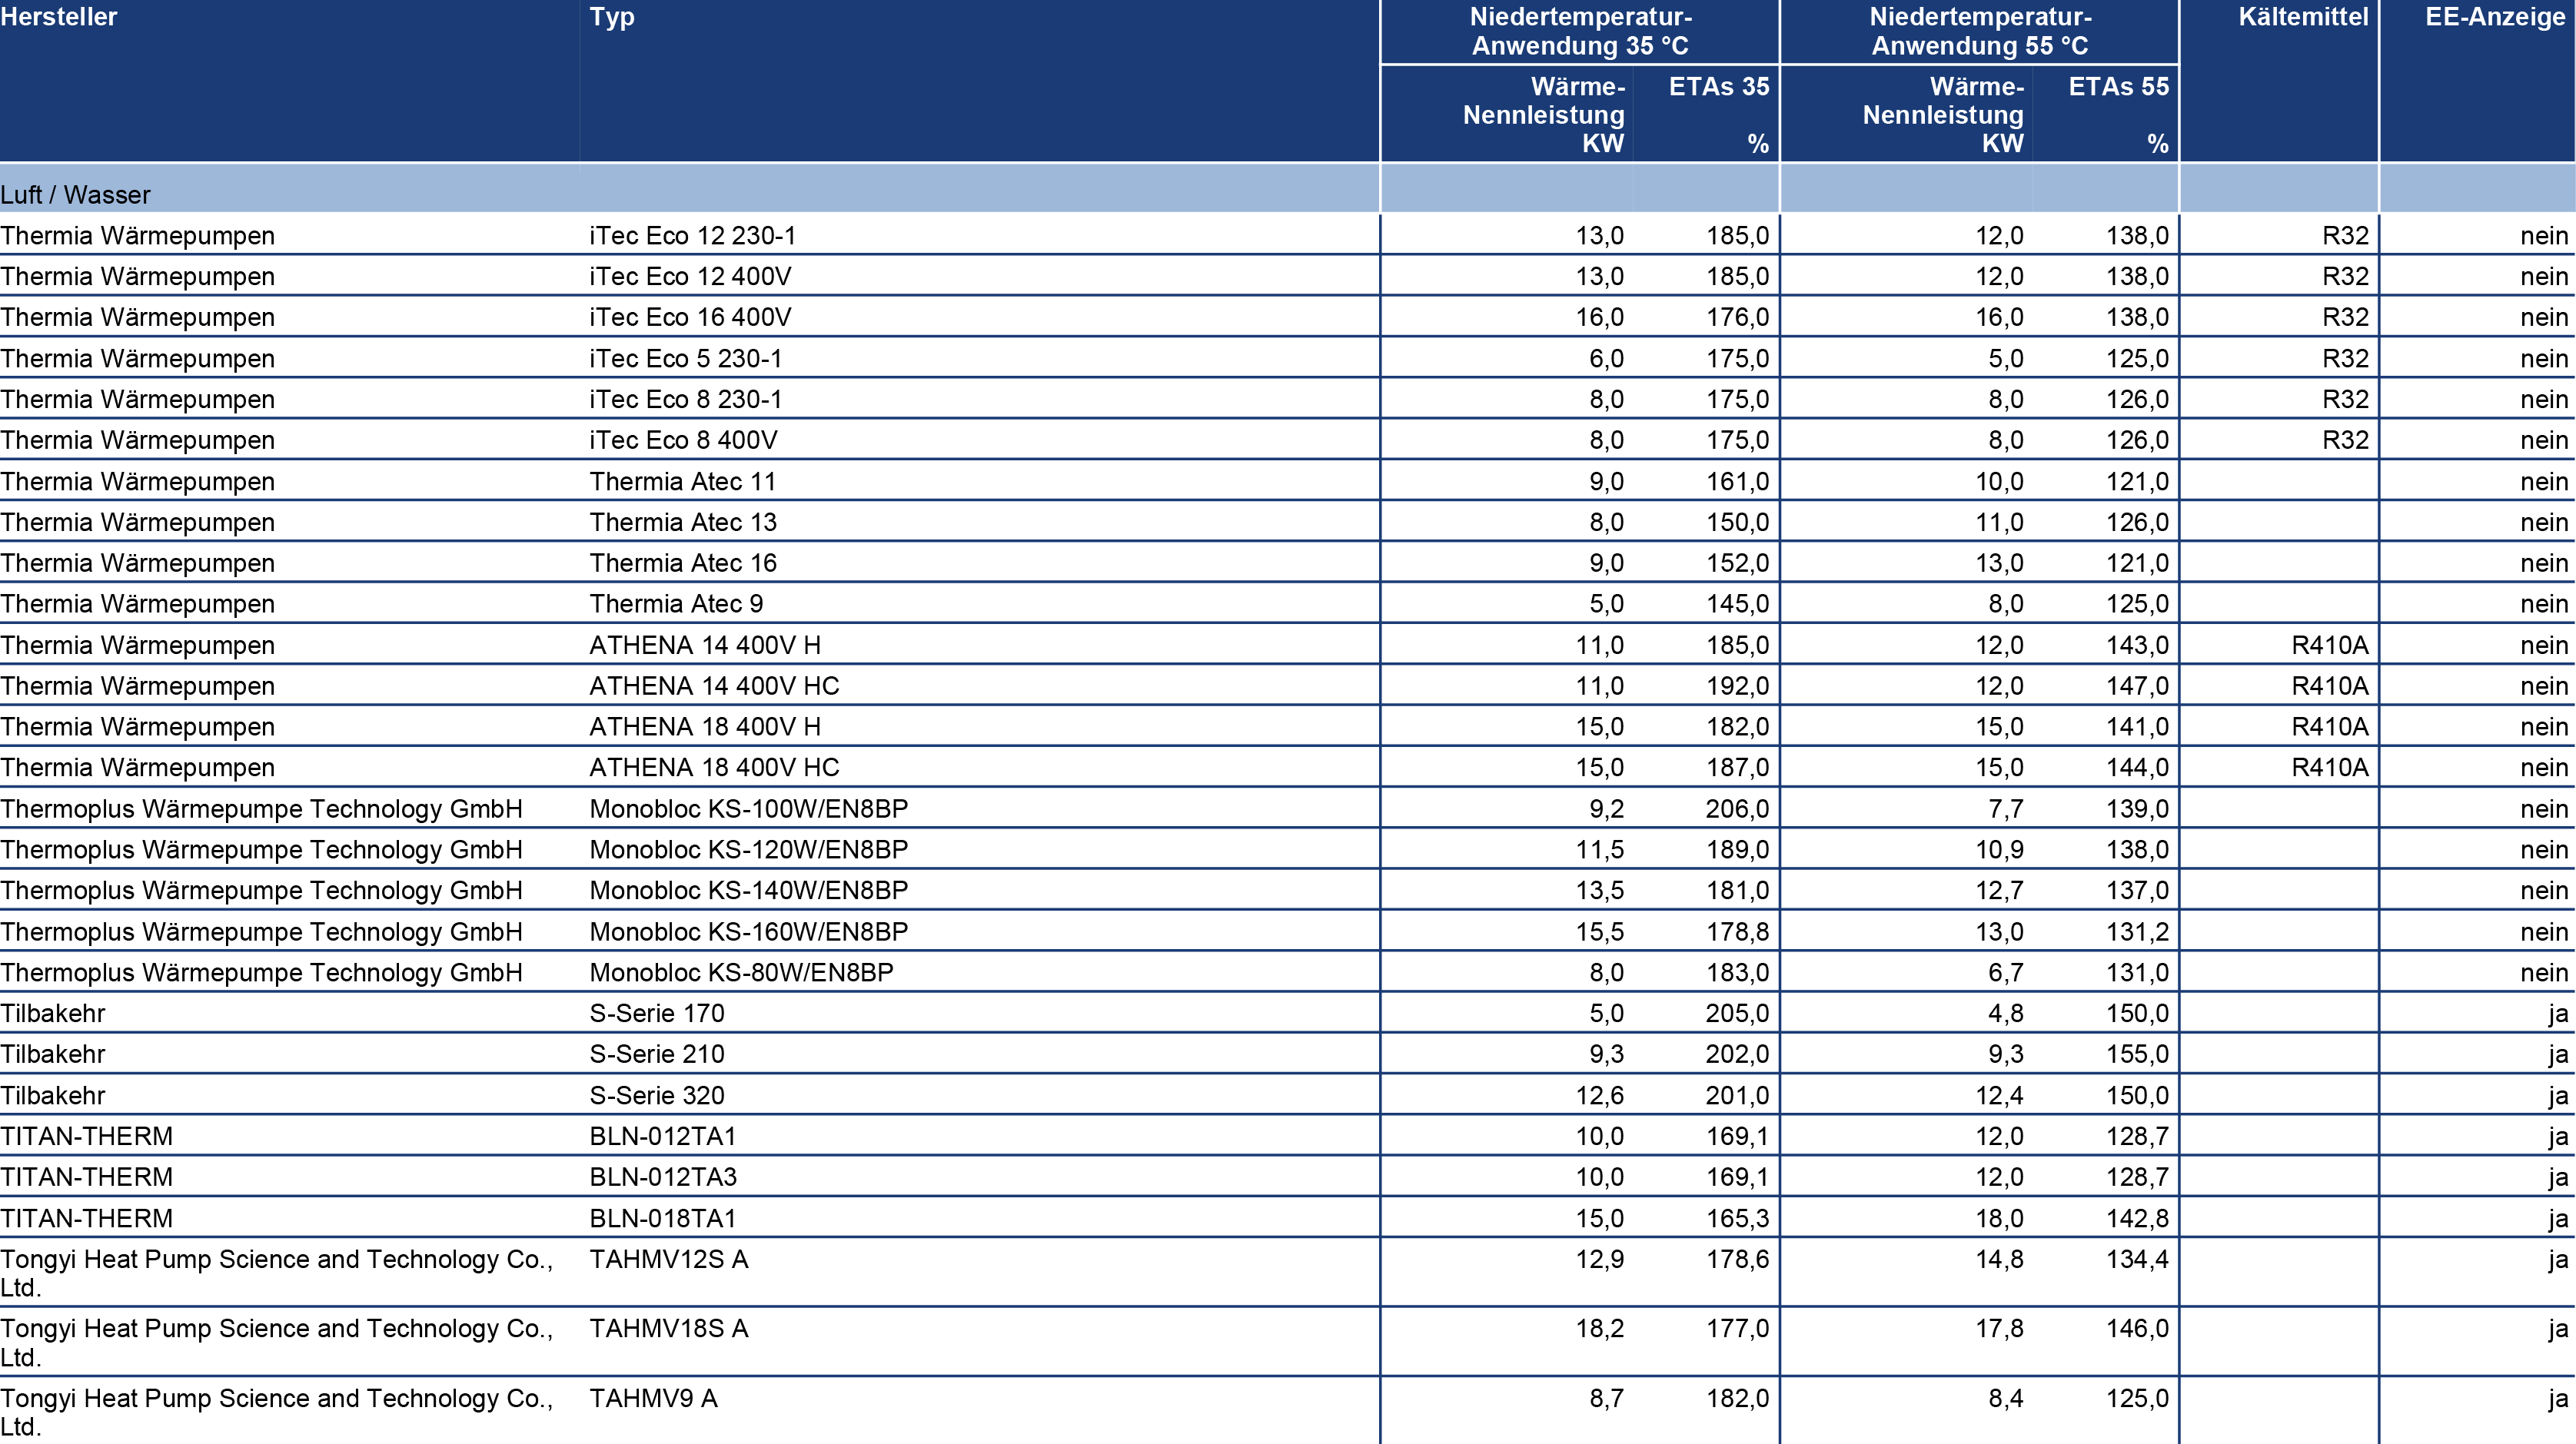 Hersteller Typ Niedertemperatur- Niedertemperatur- Kältemittel EE-Anzeige
Anwendung 35 °C Anwendung 55 °C
Wärme- ETAs 35 Wärme- ETAs 55
Nennleistung Nennleistung
KW % KW %
Luft / Wasser
Thermia Wärmepumpen iTec Eco 12 230-1 13,0 185,0 12,0 138,0 R32 nein
Thermia Wärmepumpen iTec Eco 12 400V 13,0 185,0 12,0 138,0 R32 nein
Thermia Wärmepumpen iTec Eco 16 400V 16,0 176,0 16,0 138,0 R32 nein
Thermia Wärmepumpen iTec Eco 5 230-1 6,0 175,0 5,0 125,0 R32 nein
Thermia Wärmepumpen iTec Eco 8 230-1 8,0 175,0 8,0 126,0 R32 nein
Thermia Wärmepumpen iTec Eco 8 400V 8,0 175,0 8,0 126,0 R32 nein
Thermia Wärmepumpen Thermia Atec 11 9,0 161,0 10,0 121,0 nein
Thermia Wärmepumpen Thermia Atec 13 8,0 150,0 11,0 126,0 nein
Thermia Wärmepumpen Thermia Atec 16 9,0 152,0 13,0 121,0 nein
Thermia Wärmepumpen Thermia Atec 9 5,0 145,0 8,0 125,0 nein
Thermia Wärmepumpen ATHENA 14 400V H 11,0 185,0 12,0 143,0 R410A nein
Thermia Wärmepumpen ATHENA 14 400V HC 11,0 192,0 12,0 147,0 R410A nein
Thermia Wärmepumpen ATHENA 18 400V H 15,0 182,0 15,0 141,0 R410A nein
Thermia Wärmepumpen ATHENA 18 400V HC 15,0 187,0 15,0 144,0 R410A nein
Thermoplus Wärmepumpe Technology GmbH Monobloc KS-100W/EN8BP 9,2 206,0 7,7 139,0 nein
Thermoplus Wärmepumpe Technology GmbH Monobloc KS-120W/EN8BP 11,5 189,0 10,9 138,0 nein
Thermoplus Wärmepumpe Technology GmbH Monobloc KS-140W/EN8BP 13,5 181,0 12,7 137,0 nein
Thermoplus Wärmepumpe Technology GmbH Monobloc KS-160W/EN8BP 15,5 178,8 13,0 131,2 nein
Thermoplus Wärmepumpe Technology GmbH Monobloc KS-80W/EN8BP 8,0 183,0 6,7 131,0 nein
Tilbakehr S-Serie 170 5,0 205,0 4,8 150,0 ja
Tilbakehr S-Serie 210 9,3 202,0 9,3 155,0 ja
Tilbakehr S-Serie 320 12,6 201,0 12,4 150,0 ja
TITAN-THERM BLN-012TA1 10,0 169,1 12,0 128,7 ja
TITAN-THERM BLN-012TA3 10,0 169,1 12,0 128,7 ja
TITAN-THERM BLN-018TA1 15,0 165,3 18,0 142,8 ja
Tongyi Heat Pump Science and Technology Co., TAHMV12S A 12,9 178,6 14,8 134,4 ja
Ltd.
Tongyi Heat Pump Science and Technology Co., TAHMV18S A 18,2 177,0 17,8 146,0 ja
Ltd.
Tongyi Heat Pump Science and Technology Co., TAHMV9 A 8,7 182,0 8,4 125,0 ja
Ltd.